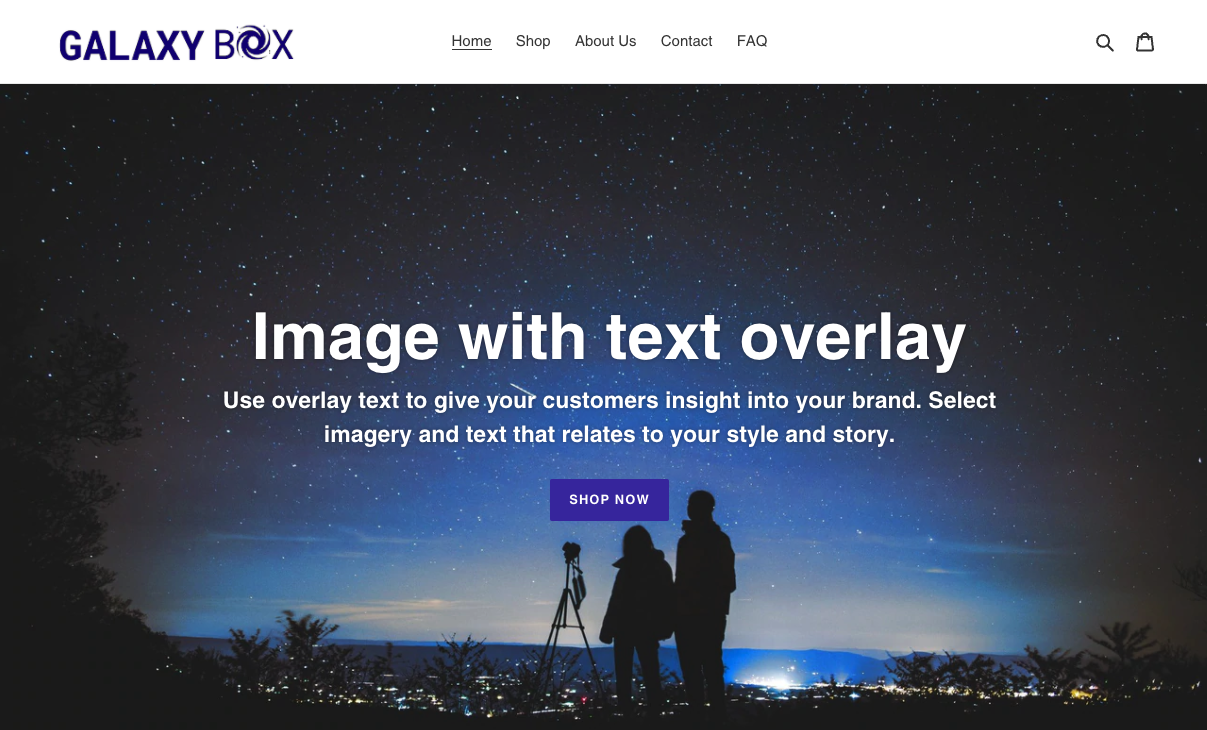 GALAXY BOX
Home Shop About Us Contact FAQ
Image with text overlay
Use overlay text to give your customers insight into your brand. Select
imagery and text that relates to your style and story.
SHOP NOW